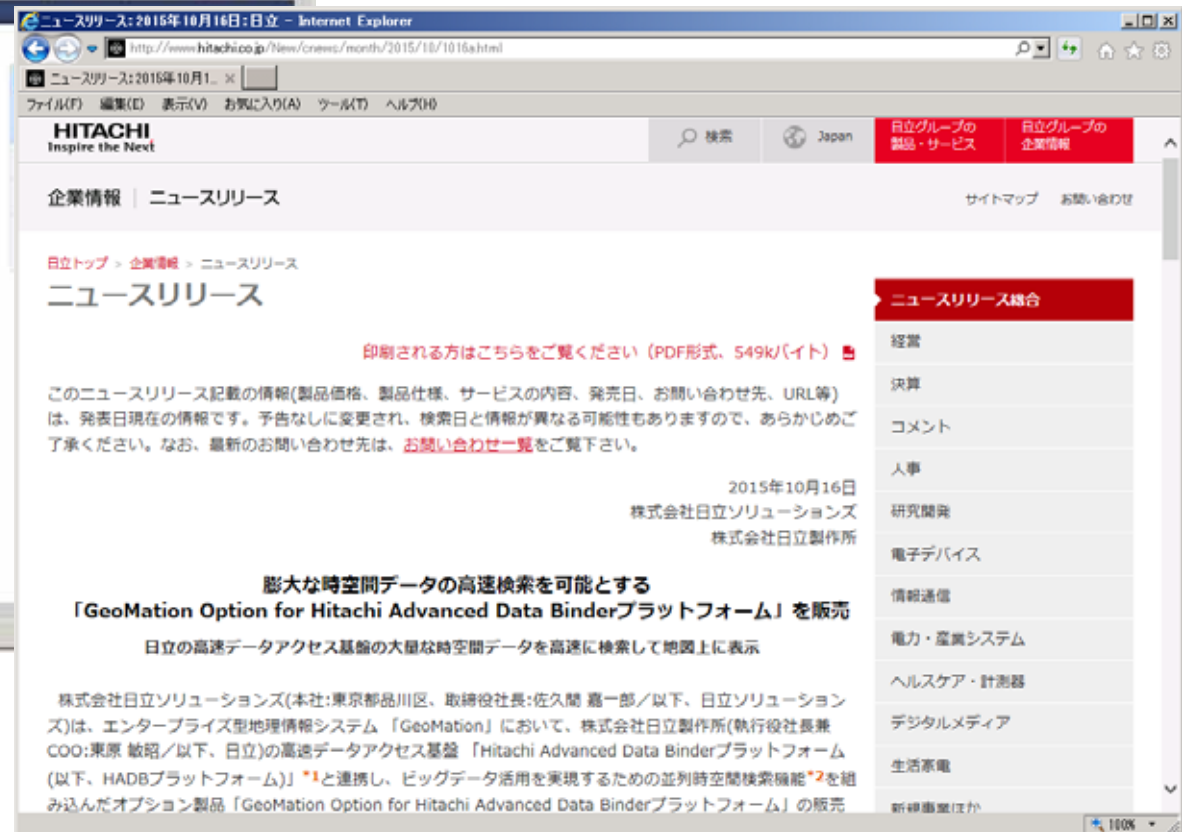 ニュースリリース:2015年10月16日:日立 - Internet Explorer
http://www.hitachi.co.jp/New/cnews/month/2015/10/1016a.html
ニュースリリース:2015年10月1... ×
ファイル(F) 編集(E) 表示(V) お気に入り(A) ツール(T) ヘルプ(H)
HITACHI
Inspire the Next
検索
Japan
日立グループの
製品・サービス
日立グループの
企業情報
企業情報 ニュースリリース
サイトマップ お問い合わせ
日立トップ > 企業情報 > ニュースリリース
ニュースリリース
印刷される方はこちらをご覧ください(PDF形式、549kバイト)
このニュースリリース記載の情報(製品価格、製品仕様、サービスの内容、発売日、お問い合わせ先、URL等)
は、発表日現在の情報です。予告なしに変更され、検索日と情報が異なる可能性もありますので、あらかじめご
了承ください。なお、最新のお問い合わせ先は、お問い合わせ一覧をご覧下さい。
2015年10月16日
株式会社日立ソリューションズ
株式会社日立製作所
膨大な時空間データの高速検索を可能とする
「GeoMation Option for Hitachi Advanced Data Binderプラットフォーム」を販売
日立の高速データアクセス基盤の大量な時空間データを高速に検索して地図上に表示
株式会社日立ソリューションズ(本社:東京都品川区、取締役社長:佐久間 嘉一郎/以下、日立ソリューション
ズ)は、エンタープライズ型地理情報システム 「GeoMation」において、株式会社日立製作所(執行役社長兼
COO:東原 敏昭/以下、日立)の高速データアクセス基盤 「Hitachi Advanced Data Binderプラットフォーム
(以下、HADBプラットフォーム)」*1と連携し、ビッグデータ活用を実現するための並列時空間検索機能*2を組
み込んだオプション製品「GeoMation Option for Hitachi Advanced Data Binderプラットフォーム」の販売
ニュースリリース総合
経営
決算
コメント
人事
研究開発
電子デバイス
情報通信
電力・産業システム
ヘルスケア・計測器
デジタルメディア
生活家電
新規事業ほか
100%